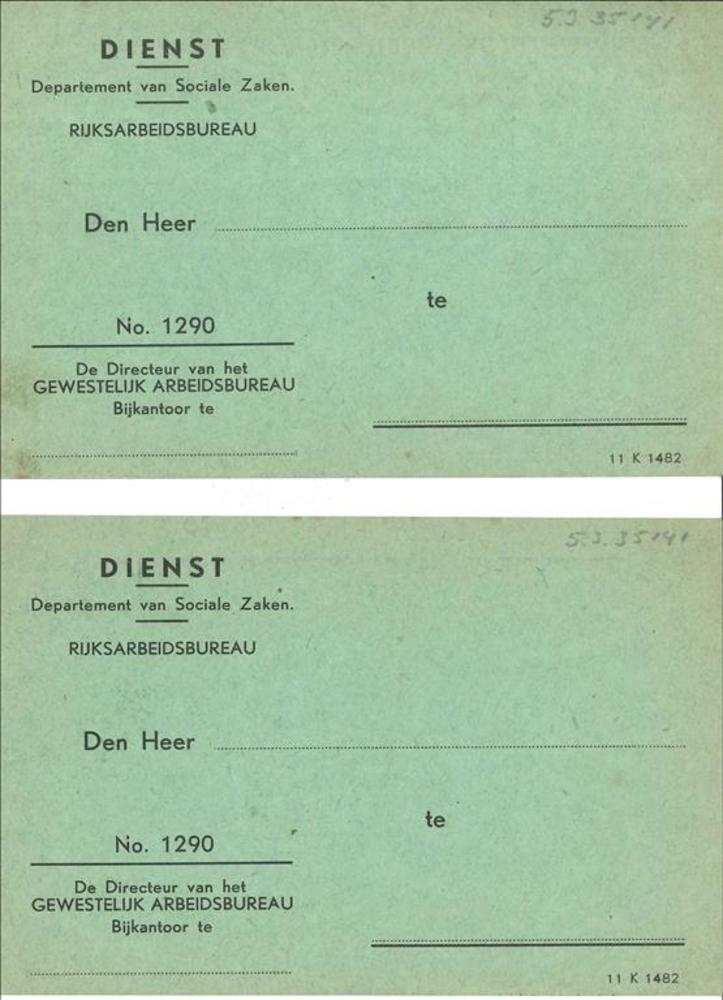 5.3 35141
DIENST
Departement van Sociale Zaken.
RIJKSARBEIDSBUREAU
Den Heer
te
No. 1290
De Directeur van het
GEWESTELIJK ARBEIDSBUREAU
Bijkantoor te
11 K 1482
5.3.35141
DIENST
Departement van Sociale Zaken.
RIJKSARBEIDSBUREAU
Den Heer
te
No. 1290
De Directeur van het
GEWESTELIJK ARBEIDSBUREAU
Bijkantoor te
11 K 1482